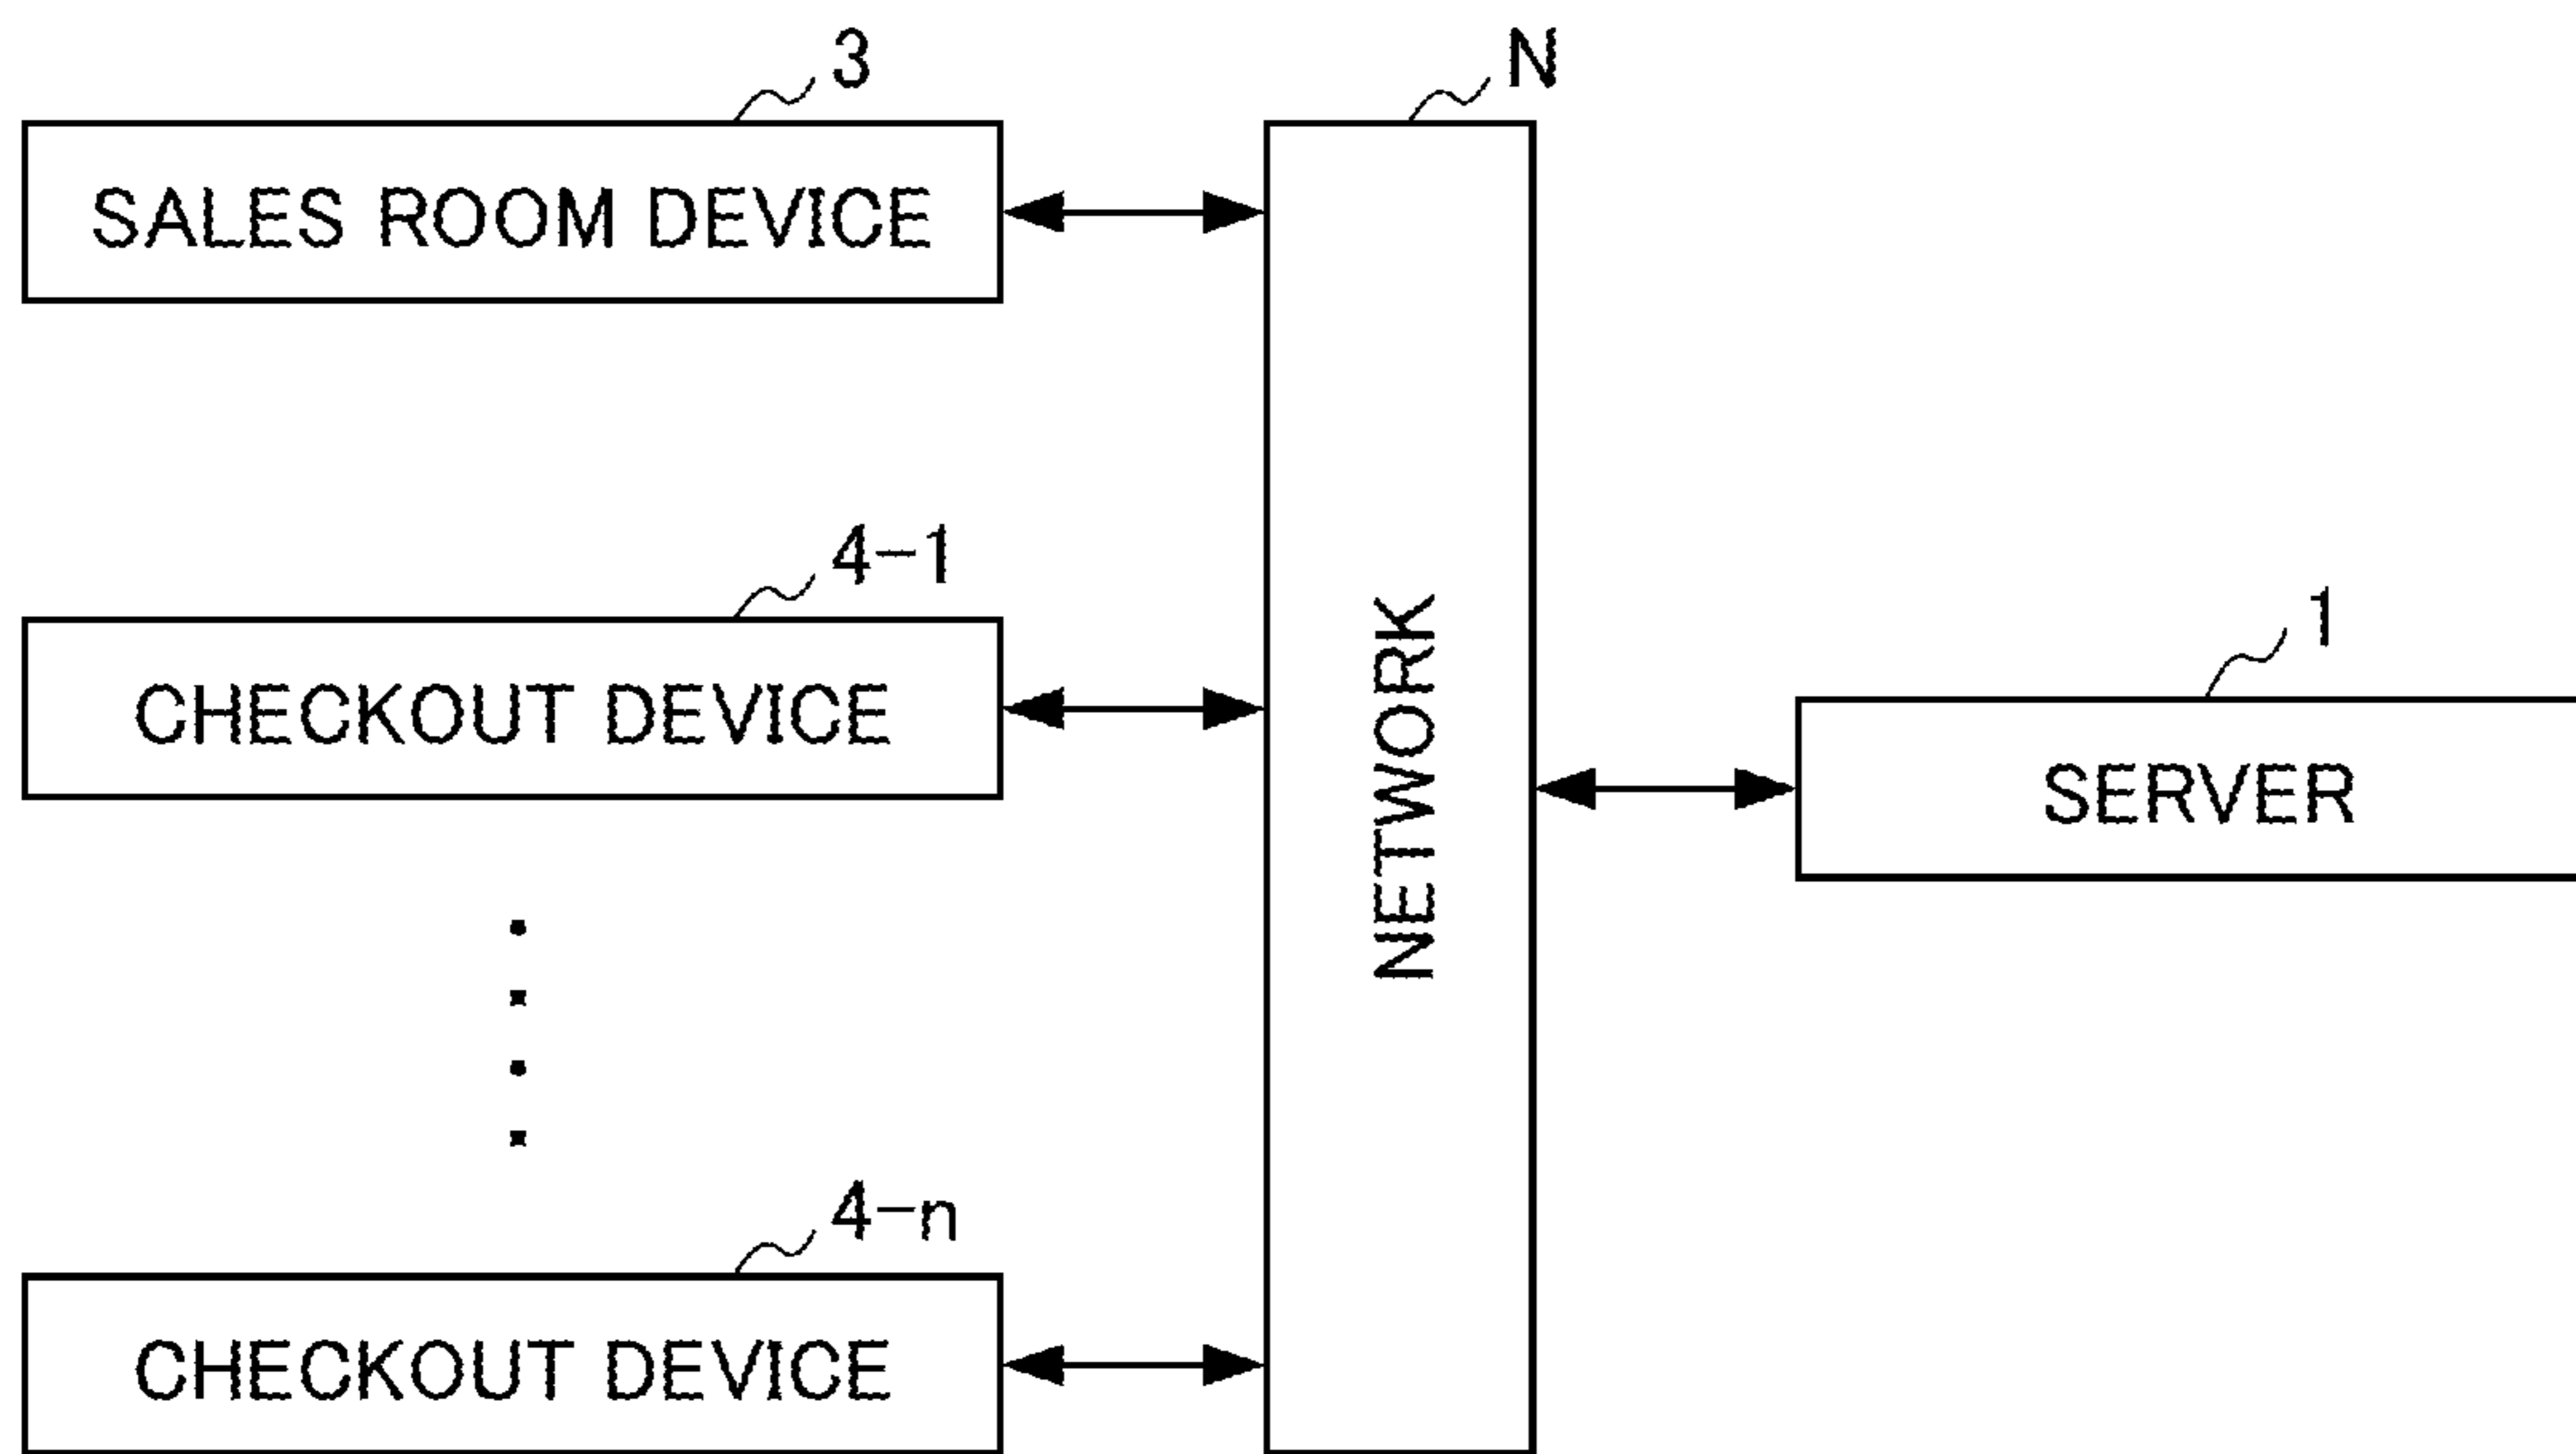 3
N
SALES ROOM DEVICE
4-1
CHECKOUT DEVICE
NETWORK
1
SERVER
4-n
CHECKOUT DEVICE